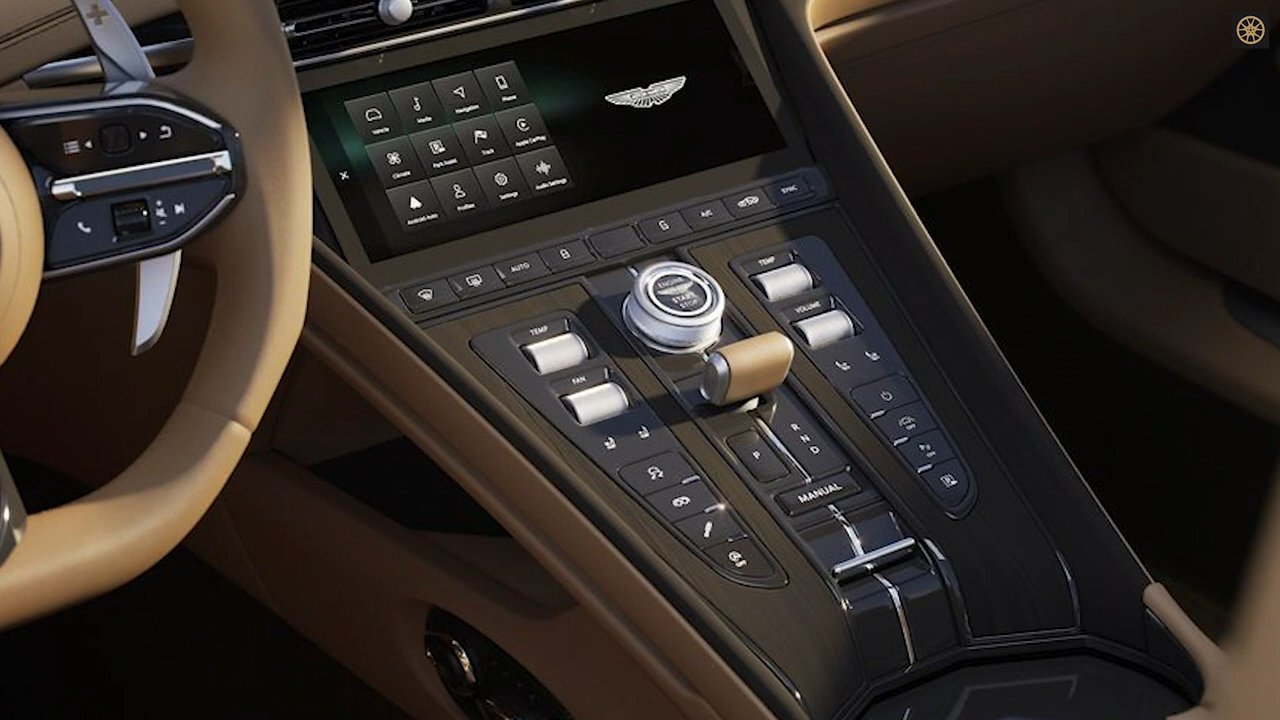 Vehicle
Media
Navigation
Phone
Climate
Park Assist
Track
Apple CarPlay
Android Auto
Profiles
Settings
Audio Settings
AUTO
A/C
SYNC
TEMP
FAN
ENGINE
START
STOP
TEMP
VOLUME
P
R
N
D
MANUAL
OFF